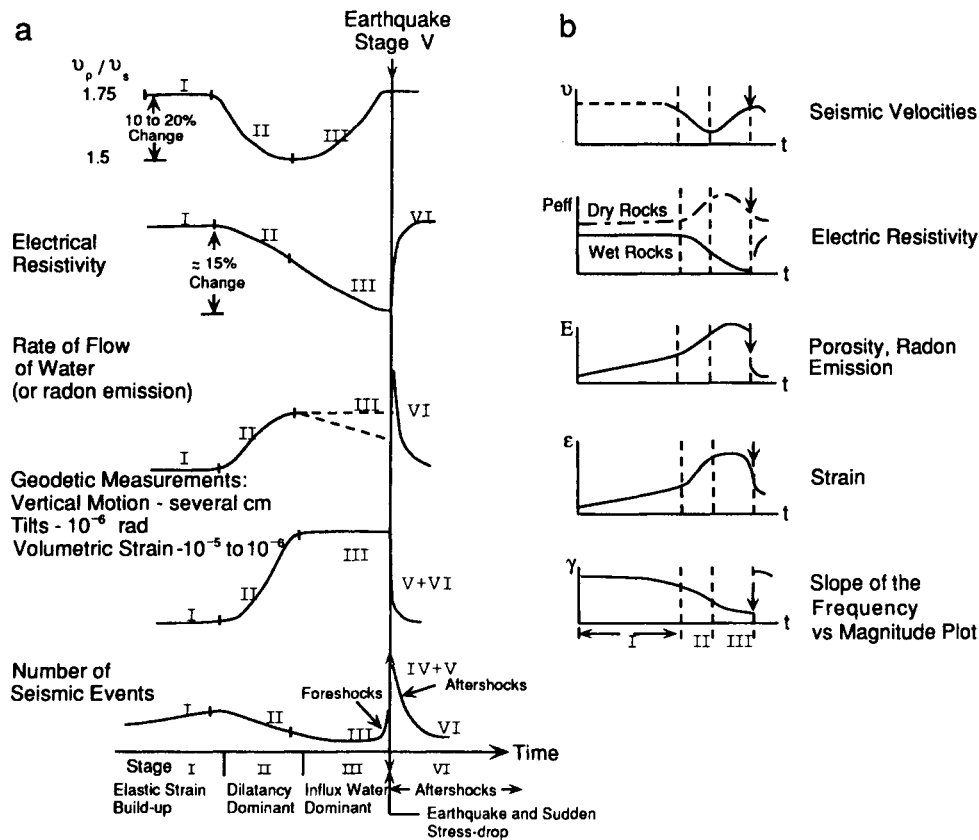 a
Earthquake
Stage V
υp / υs
1.75
1.5
10 to 20%
Change
I
II
III
Electrical
Resistivity
I
II
III
VI
≈ 15%
Change
Rate of Flow
of Water
(or radon emission)
I
II
III
VI
Geodetic Measurements:
Vertical Motion - several cm
Tilts - 10⁻⁶ rad
Volumetric Strain -10⁻⁵ to 10⁻⁶
I
II
III
V+VI
Number of
Seismic Events
I
II
III
Foreshocks
IV+V
Aftershocks
VI
Time
Stage I II III VI
Elastic Strain
Build-up
Dilatancy
Dominant
Influx Water
Dominant
Aftershocks
Earthquake and Sudden
Stress-drop
b
υ
t
Seismic Velocities
Peff
Dry Rocks
Wet Rocks
t
Electric Resistivity
E
t
Porosity, Radon
Emission
ε
t
Strain
γ
t
I II III
Slope of the
Frequency
vs Magnitude Plot